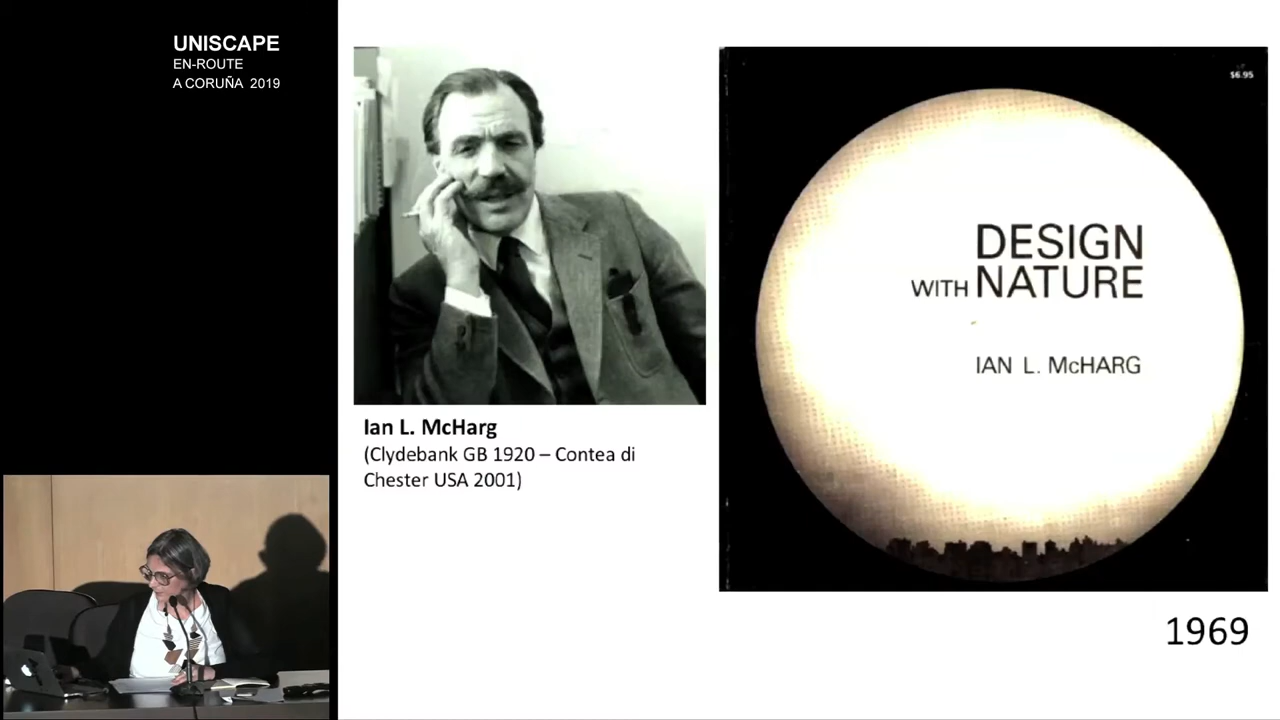 UNISCAPE
EN-ROUTE
A CORUÑA 2019
$6.95
DESIGN
WITH NATURE
IAN L. McHARG
Ian L. McHarg
(Clydebank GB 1920 – Contea di
Chester USA 2001)
1969